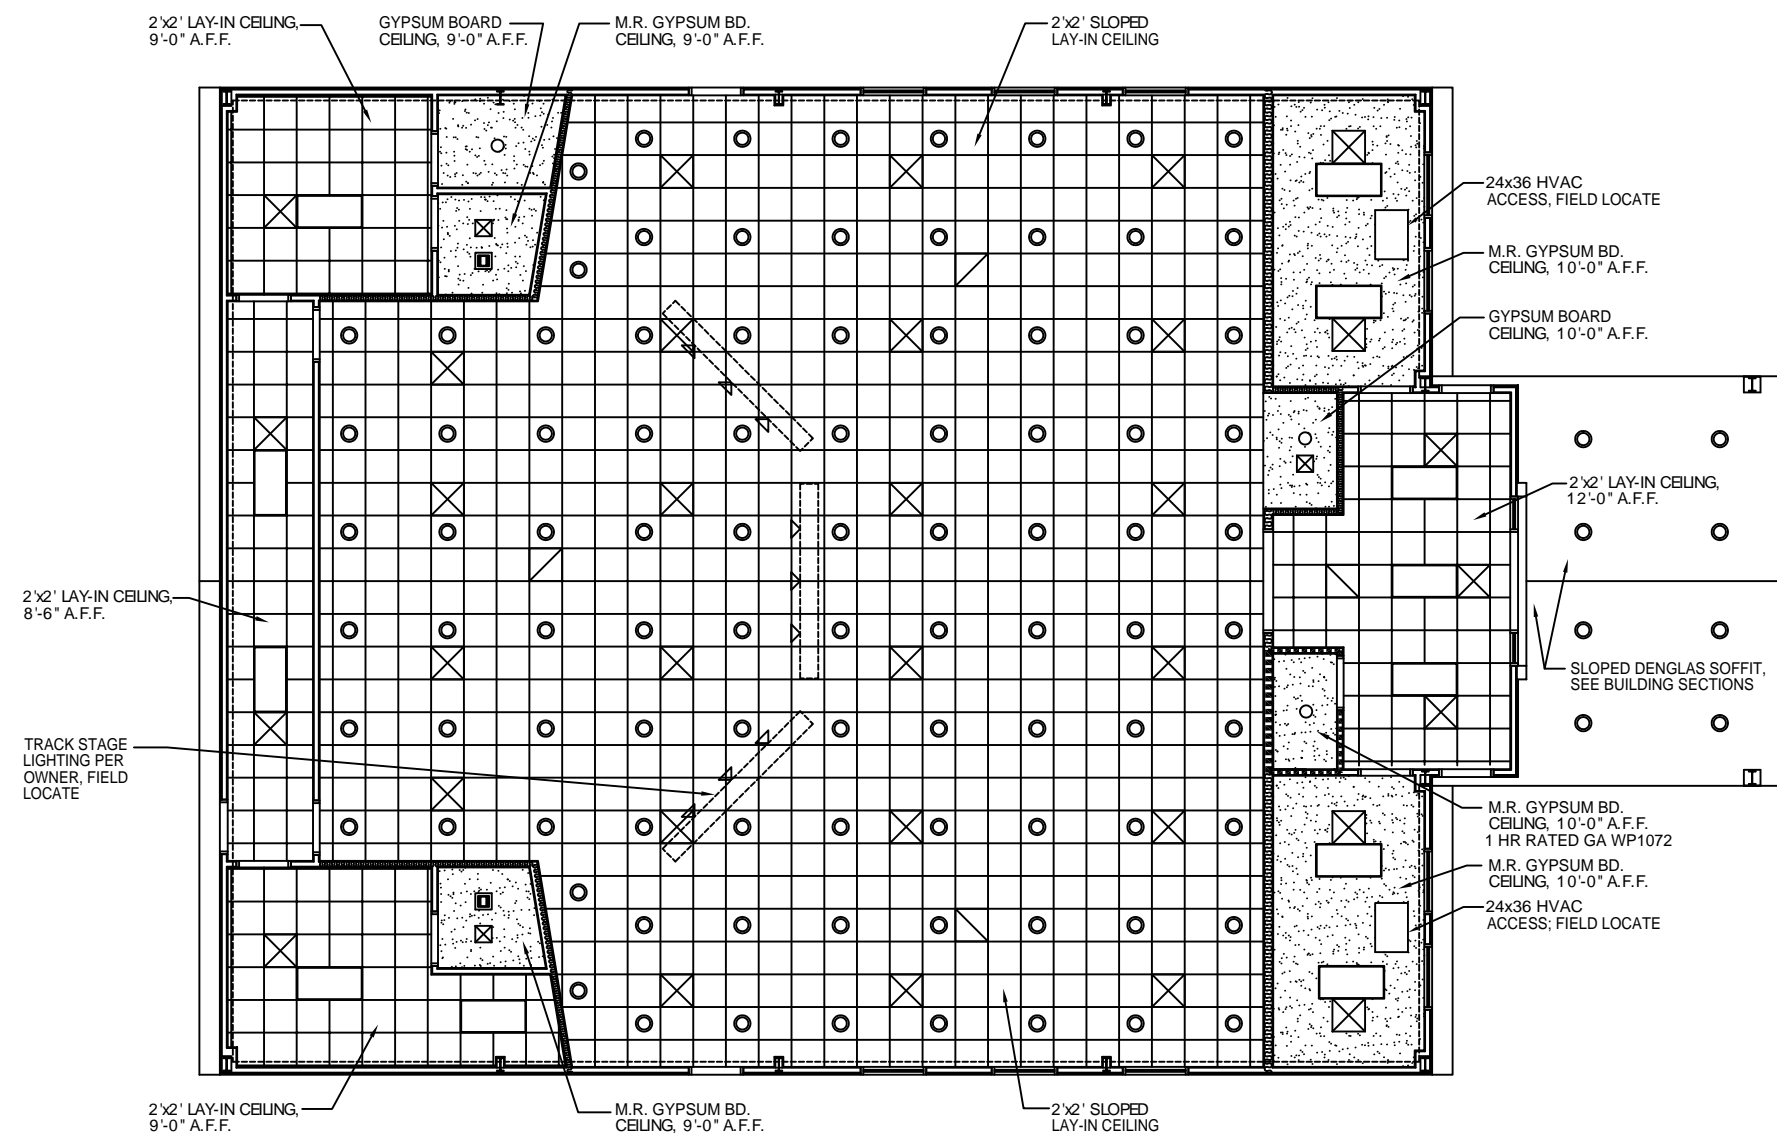 2'x2' LAY-IN CEILING,
9'-0" A.F.F.
GYPSUM BOARD
CEILING, 9'-0" A.F.F.
M.R. GYPSUM BD.
CEILING, 9'-0" A.F.F.
2'x2' SLOPED
LAY-IN CEILING
24x36 HVAC
ACCESS, FIELD LOCATE
M.R. GYPSUM BD.
CEILING, 10'-0" A.F.F.
GYPSUM BOARD
CEILING, 10'-0" A.F.F.
2'x2' LAY-IN CEILING,
12'-0" A.F.F.
2'x2' LAY-IN CEILING,
8'-6" A.F.F.
SLOPED DENGLAS SOFFIT,
SEE BUILDING SECTIONS
TRACK STAGE
LIGHTING PER
OWNER, FIELD
LOCATE
M.R. GYPSUM BD.
CEILING, 10'-0" A.F.F.
1 HR RATED GA WP1072
M.R. GYPSUM BD.
CEILING, 10'-0" A.F.F.
24x36 HVAC
ACCESS; FIELD LOCATE
2'x2' LAY-IN CEILING,
9'-0" A.F.F.
M.R. GYPSUM BD.
CEILING, 9'-0" A.F.F.
2'x2' SLOPED
LAY-IN CEILING